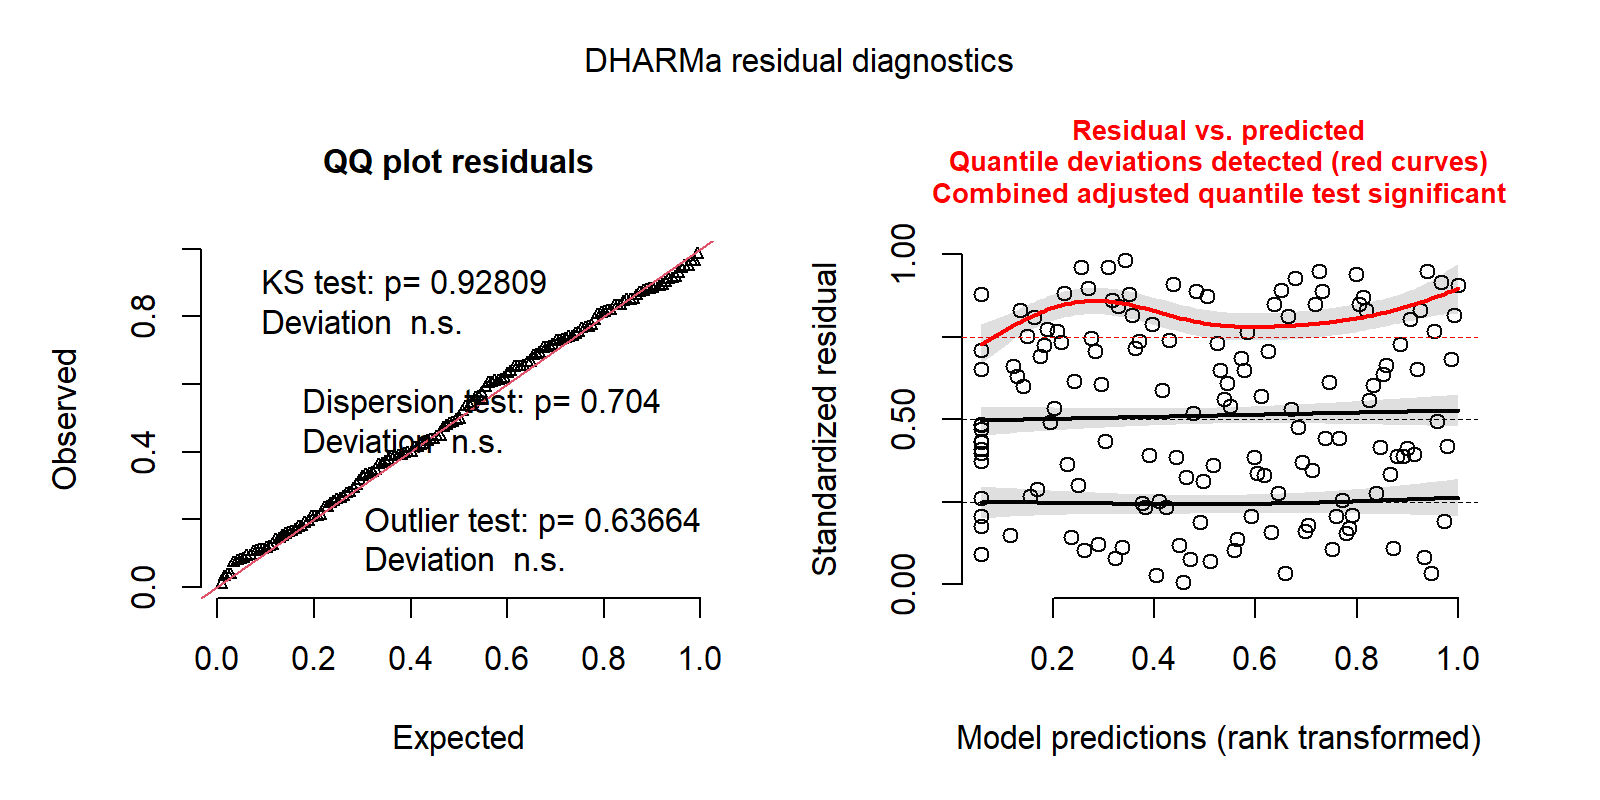 DHARMa residual diagnostics
QQ plot residuals
KS test: p= 0.92809
Deviation  n.s.
Dispersion test: p= 0.704
Deviation  n.s.
Outlier test: p= 0.63664
Deviation  n.s.
Observed
0.0
0.4
0.8
0.0 0.2 0.4 0.6 0.8 1.0
Expected
Residual vs. predicted
Quantile deviations detected (red curves)
Combined adjusted quantile test significant
Standardized residual
0.00
0.50
1.00
0.2 0.4 0.6 0.8 1.0
Model predictions (rank transformed)